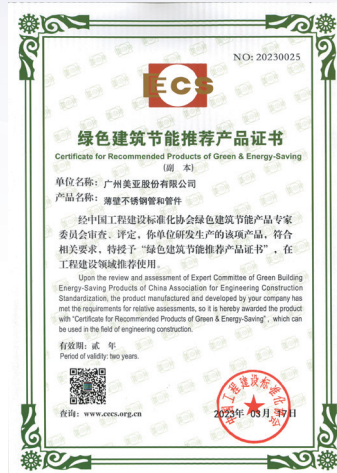 NO: 20230025
ECS
绿色建筑节能推荐产品证书
Certificate for Recommended Products of Green & Energy-Saving
(副 本)
单位名称：广州美亚股份有限公司
产品名称：薄壁不锈钢管和管件
经中国工程建设标准化协会绿色建筑节能产品专家
委员会审查、评定，你单位研发生产的该项产品，符合
相关要求，特授予“绿色建筑节能推荐产品证书”，在
工程建设领域推荐使用。
Upon the review and assessment of Expert Committee of Green Building
Energy-Saving Products of China Association for Engineering Construction
Standardization, the product manufactured and developed by your company has
met the requirements for relative assessments, so it is hereby awarded the product
with "Certificate for Recommended Products of Green & Energy-Saving", which can
be used in the field of engineering construction.
有效期：贰 年
Period of validity: two years.
中国工程建设标准化协会
查询：www.cecs.org.cn
2023年 03月 17日